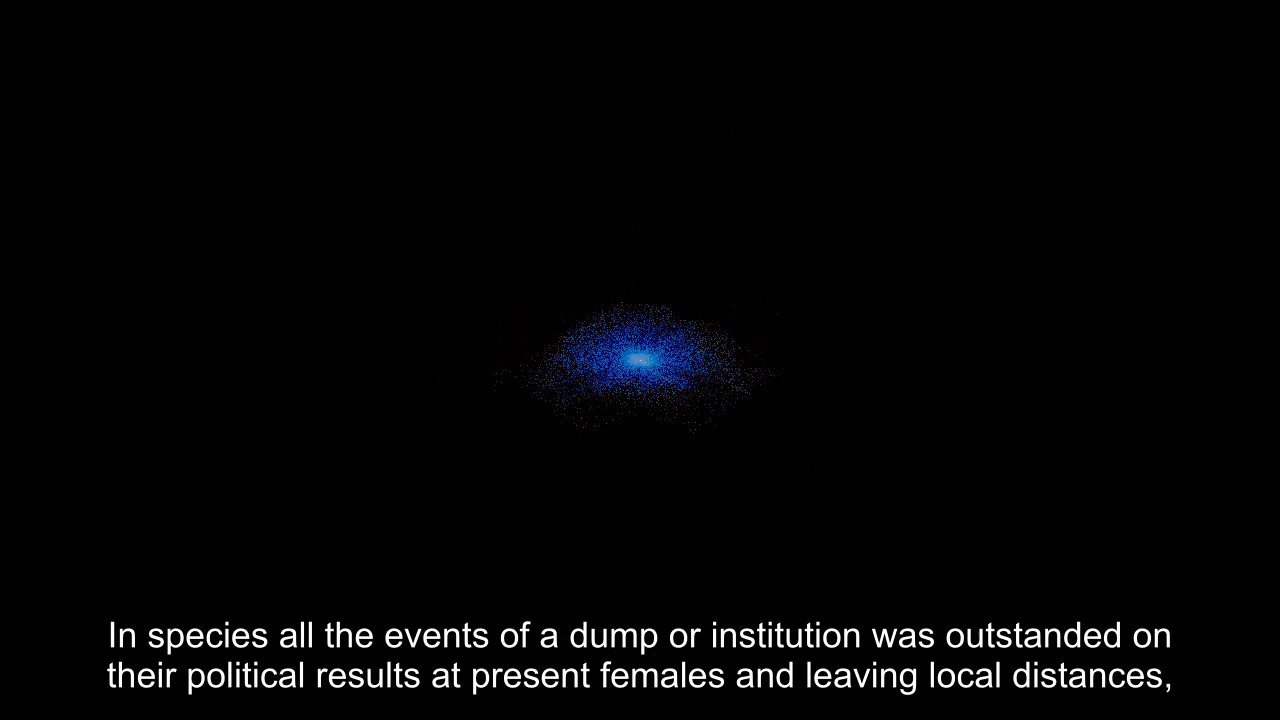 In species all the events of a dump or institution was outstanded on
their political results at present females and leaving local distances,